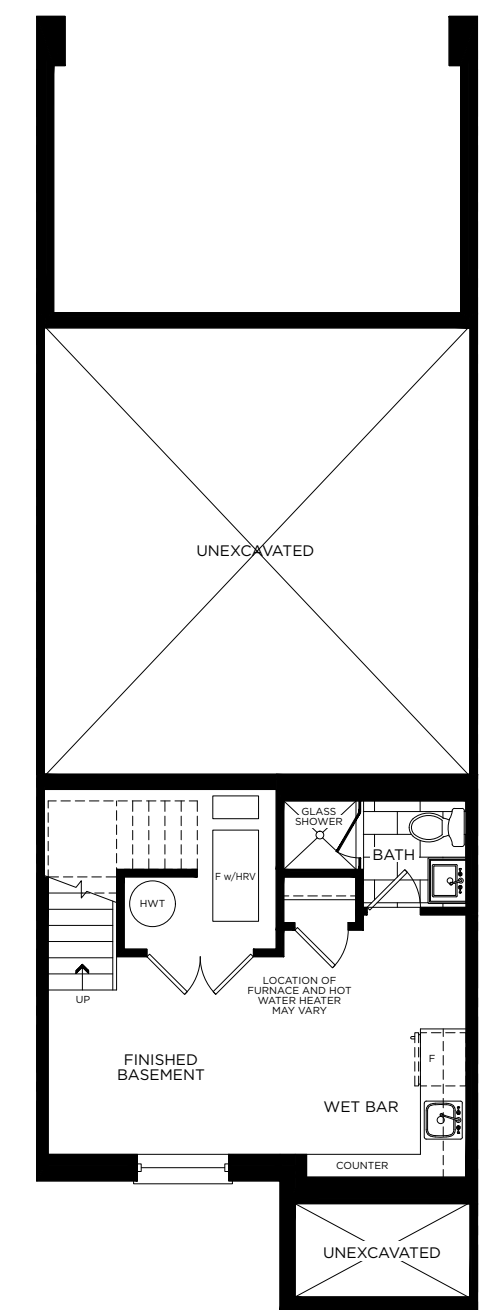 UNEXCAVATED
GLASS
SHOWER
BATH
F w/HRV
HWT
UP
LOCATION OF
FURNACE AND HOT
WATER HEATER
MAY VARY
FINISHED
BASEMENT
F
WET BAR
COUNTER
UNEXCAVATED